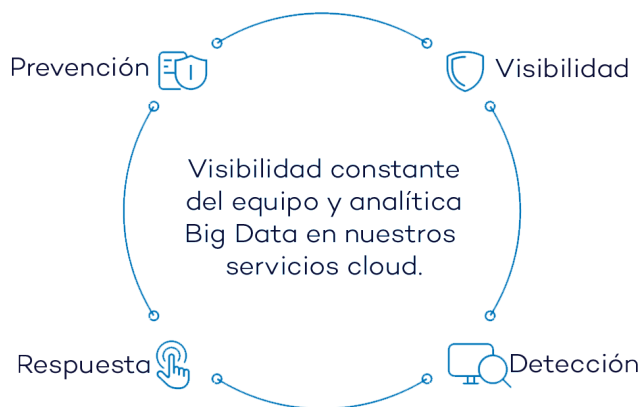 Prevención
Visibilidad
Visibilidad constante
del equipo y analítica
Big Data en nuestros
servicios cloud.
Respuesta
Detección